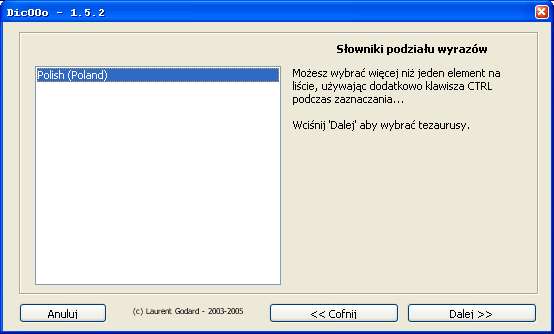 DicOOo - 1.5.2
Słowniki podziału wyrazów
Polish (Poland)
Możesz wybrać więcej niż jeden element na
liście, używając dodatkowo klawisza CTRL
podczas zaznaczania...
Wciśnij 'Dalej' aby wybrać tezaurusy.
Anuluj
(c) Laurent Godard - 2003-2005
<< Cofnij
Dalej >>